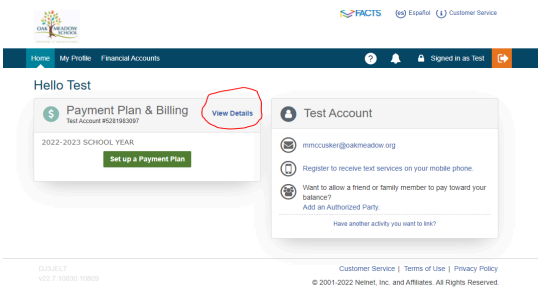 OAK MEADOW
SCHOOL
FACTS
(es) Español
Customer Service
Home
My Profile
Financial Accounts
?
Signed in as Test
Hello Test
$
Payment Plan & Billing
Test Account #5281983097
View Details
2022-2023 SCHOOL YEAR
Set up a Payment Plan
Test Account
mmccusker@oakmeadow.org
Register to receive text services on your mobile phone.
Want to allow a friend or family member to pay toward your
balance?
Add an Authorized Party
Have another activity you want to link?
Customer Service | Terms of Use | Privacy Policy
© 2001-2022 Nelnet, Inc. and Affiliates. All Rights Reserved.